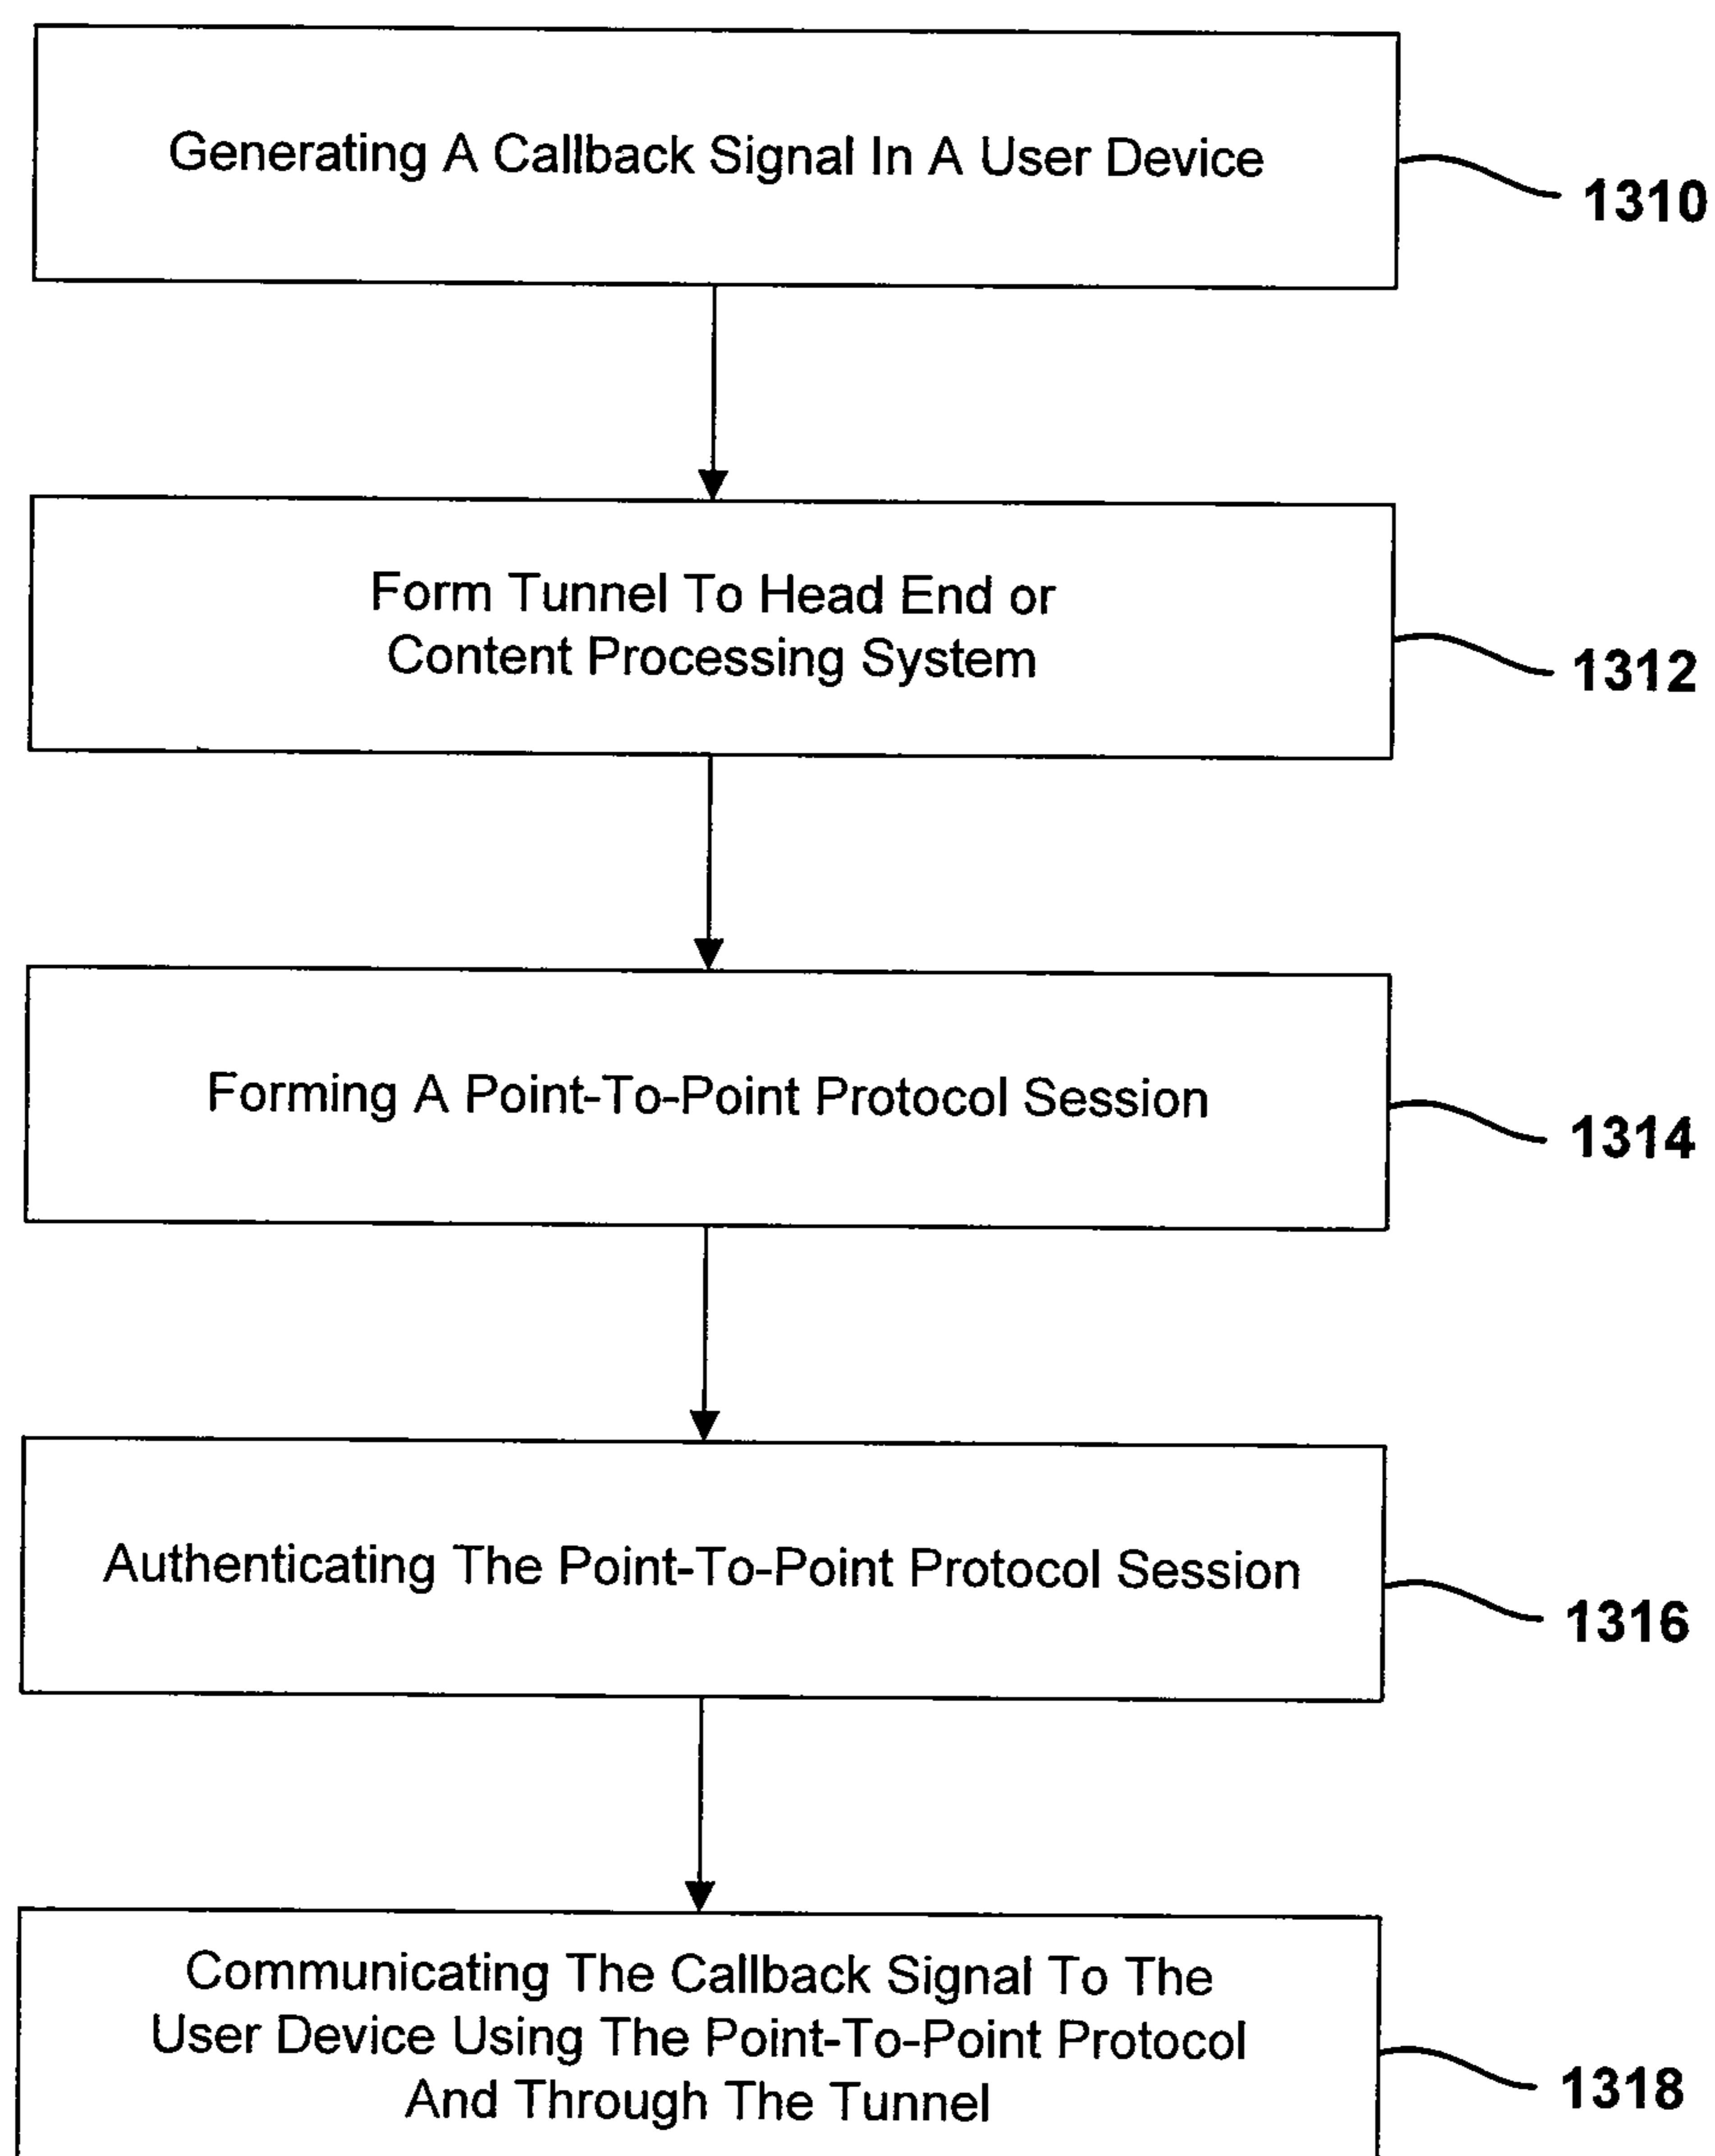 Generating A Callback Signal In A User Device
1310
Form Tunnel To Head End or
Content Processing System
1312
Forming A Point-To-Point Protocol Session
1314
Authenticating The Point-To-Point Protocol Session
1316
Communicating The Callback Signal To The
User Device Using The Point-To-Point Protocol
And Through The Tunnel
1318